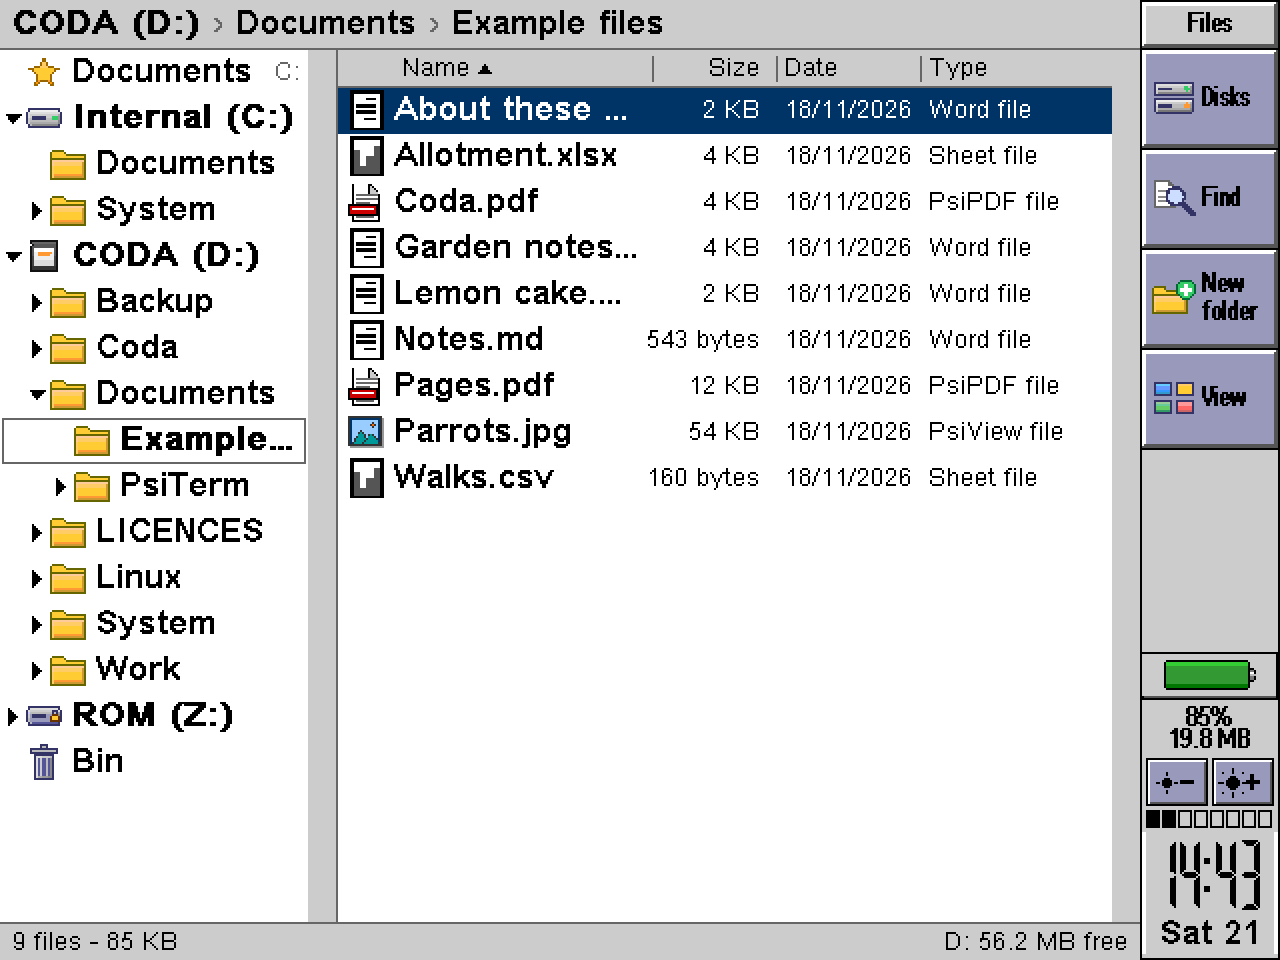 CODA (D:) › Documents › Example files
Files
Documents C:
Internal (C:)
Documents
System
CODA (D:)
Backup
Coda
Documents
Example...
PsiTerm
LICENCES
Linux
System
Work
ROM (Z:)
Bin
Name Size Date Type
About these ... 2 KB 18/11/2026 Word file
Allotment.xlsx 4 KB 18/11/2026 Sheet file
Coda.pdf 4 KB 18/11/2026 PsiPDF file
Garden notes... 4 KB 18/11/2026 Word file
Lemon cake.... 2 KB 18/11/2026 Word file
Notes.md 543 bytes 18/11/2026 Word file
Pages.pdf 12 KB 18/11/2026 PsiPDF file
Parrots.jpg 54 KB 18/11/2026 PsiView file
Walks.csv 160 bytes 18/11/2026 Sheet file
Disks
Find
New
folder
View
85%
19.8 MB
14:43
Sat 21
9 files - 85 KB
D: 56.2 MB free